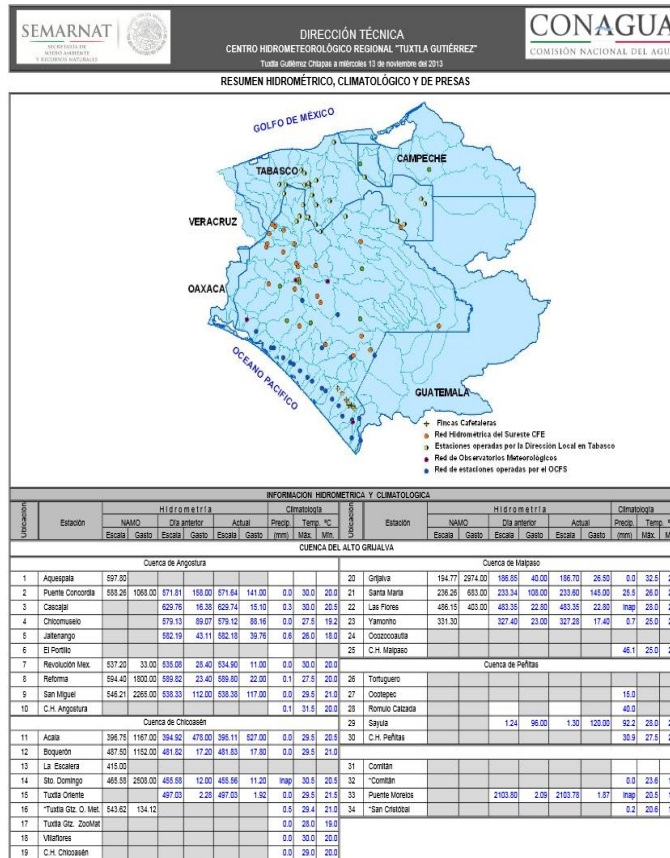 SEMARNAT
SECRETARÍA DE
MEDIO AMBIENTE
Y RECURSOS NATURALES
DIRECCIÓN TÉCNICA
CENTRO HIDROMETEOROLÓGICO REGIONAL "TUXTLA GUTIÉRREZ"
Tuxtla Gutiérrez Chiapas a miércoles 13 de noviembre del 2013
CONAGUA
COMISIÓN NACIONAL DEL AGUA
RESUMEN HIDROMÉTRICO, CLIMATOLÓGICO Y DE PRESAS
GOLFO DE MÉXICO
CAMPECHE
TABASCO
VERACRUZ
OAXACA
OCEANO PACIFICO
GUATEMALA
Fincas Cafetaleras
Red Hidrométrica del Sureste CFE
Estaciones operadas por la Dirección Local en Tabasco
Red de Observatorios Meteorológicos
Red de estaciones operadas por el OCFS
INFORMACION HIDROMETRICA Y CLIMATOLOGICA
Ubicación Estación Hidrometría Climatología Ubicación Estación Hidrometría Climatología
NAMO Día anterior Actual Precip. Temp. ºC NAMO Día anterior Actual Precip. Temp.
Escala Gasto Escala Gasto Escala Gasto (mm) Máx. Mín. Escala Gasto Escala Gasto Escala Gasto (mm) Máx.
CUENCA DEL ALTO GRIJALVA
Cuenca de Angostura Cuenca de Malpaso
1 Aquespala 597.80 20 Grijalva 194.77 2974.00 186.85 40.00 186.70 26.50 0.0 32.5
2 Puente Concordia 558.26 1068.00 571.81 158.00 571.64 141.00 0.0 30.0 20.0 21 Santa María 236.26 683.00 233.34 108.00 233.60 145.00 25.5 26.0
3 Cascajal 629.76 16.38 629.74 15.10 0.3 30.0 20.5 22 Las Flores 486.15 403.00 483.35 22.80 483.35 22.80 Inap 28.0
4 Chicomuselo 579.13 89.07 579.12 88.16 0.0 27.5 19.2 23 Yamonho 331.30 327.40 23.00 327.28 17.40 0.7 25.0
5 Jaltenango 582.19 43.11 582.18 39.76 0.6 26.0 18.0 24 Ocozocoautla
6 El Portillo 25 C.H. Malpaso 46.1 25.0
7 Revolución Mex. 537.20 33.00 535.08 28.40 534.90 11.00 0.0 30.0 20.0 Cuenca de Peñitas
8 Reforma 594.40 1800.00 589.82 23.40 589.80 22.00 0.1 27.5 20.0 26 Tortuguero
9 San Miguel 546.21 2265.00 538.33 112.00 538.38 117.00 0.0 29.5 21.0 27 Ocotepec 15.0
10 C.H. Angostura 0.1 31.5 20.0 28 Romulo Calzada 40.0
Cuenca de Chicoasén 29 Sayula 1.24 96.00 1.30 120.00 92.2 28.0
11 Acala 396.75 1167.00 394.92 478.00 395.11 527.00 0.0 29.5 20.5 30 C.H. Peñitas 30.9 27.5
12 Boquerón 487.50 1152.00 481.82 17.20 481.83 17.80 0.0 29.5 21.0
13 La Escalera 415.00 31 Comitán
14 Sto. Domingo 465.58 2508.00 455.58 12.00 455.56 11.20 Inap 30.5 20.5 32 *Comitán 0.0 23.6
15 Tuxtla Oriente 497.03 2.28 497.03 1.92 0.0 29.5 21.5 33 Puente Morelos 2103.80 2.09 2103.78 1.87 Inap 20.5
16 *Tuxtla Gtz. O. Met. 543.62 134.12 0.5 29.4 21.0 34 *San Cristóbal 0.2 20.6
17 Tuxtla Gtz. ZooMat 0.0 28.0 19.0
18 Villaflores 0.0 30.0 20.0
19 C.H. Chicoasén 0.0 29.0 20.0